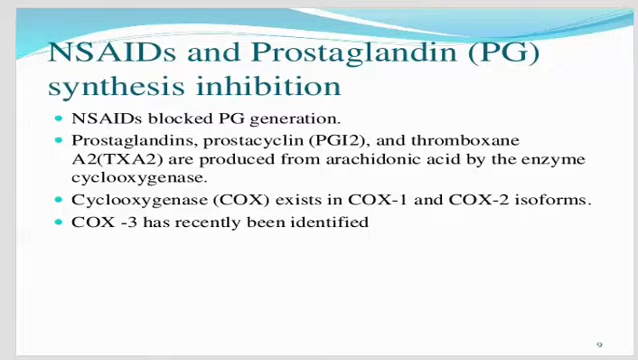 NSAIDs and Prostaglandin (PG)
synthesis inhibition
• NSAIDs blocked PG generation.
• Prostaglandins, prostacyclin (PGI2), and thromboxane
A2(TXA2) are produced from arachidonic acid by the enzyme
cyclooxygenase.
• Cyclooxygenase (COX) exists in COX-1 and COX-2 isoforms.
• COX -3 has recently been identified
9